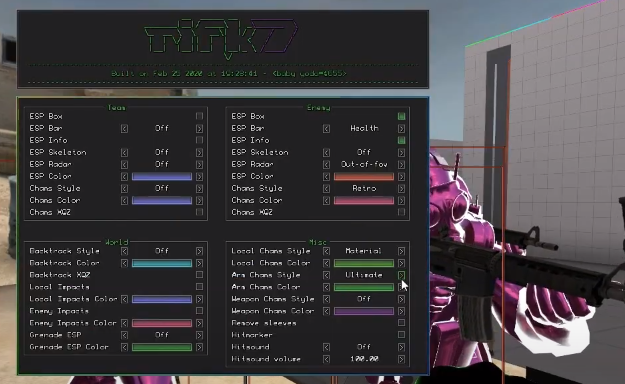 Built on Feb 25 2020 at 19:28:41 - <baby yoda#4655>
Team
ESP Box
ESP Bar < Off >
ESP Info
ESP Skeleton < Off >
ESP Radar < Off >
ESP Color < >
Chams Style < Off >
Chams Color < >
Chams XQZ
Enemy
ESP Box
ESP Bar < Health >
ESP Info
ESP Skeleton < Off >
ESP Radar < Out-of-fov >
ESP Color < >
Chams Style < Retro >
Chams Color < >
Chams XQZ
World
Backtrack Style < Off >
Backtrack Color < >
Backtrack XQZ
Local Impacts
Local Impacts Color < >
Enemy Impacts
Enemy Impacts Color < >
Grenade ESP < Off >
Grenade ESP Color < >
Misc
Local Chams Style < Material >
Local Chams Color < >
Arm Chams Style < Ultimate >
Arm Chams Color < >
Weapon Chams Style < Off >
Weapon Chams Color < >
Remove sleeves
Hitmarker
Hitsound < Off >
Hitsound volume < 100.00 >